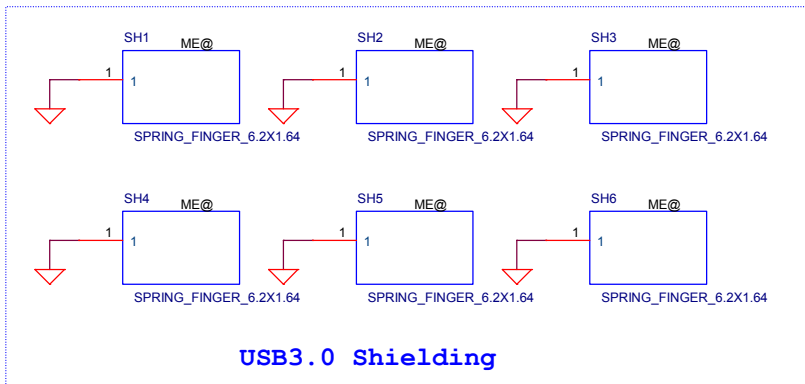 SH1 ME@ SH2 ME@ SH3 ME@
1 1 1 1 1 1
SPRING_FINGER_6.2X1.64 SPRING_FINGER_6.2X1.64 SPRING_FINGER_6.2X1.64
SH4 ME@ SH5 ME@ SH6 ME@
1 1 1 1 1 1
SPRING_FINGER_6.2X1.64 SPRING_FINGER_6.2X1.64 SPRING_FINGER_6.2X1.64
USB3.0 Shielding